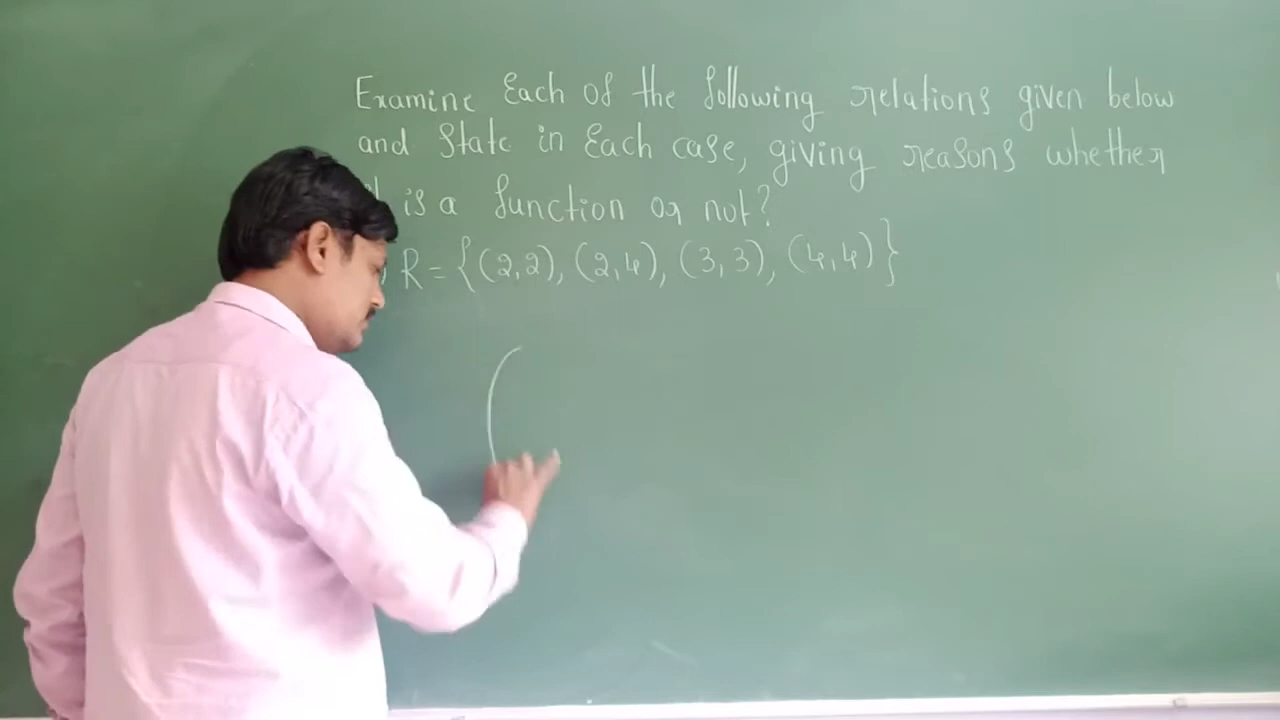 Examine Each of the following relations given below
and State in Each case, giving reasons whether
is a function or not?
R = {(2,2), (2,4), (3,3), (4,4)}